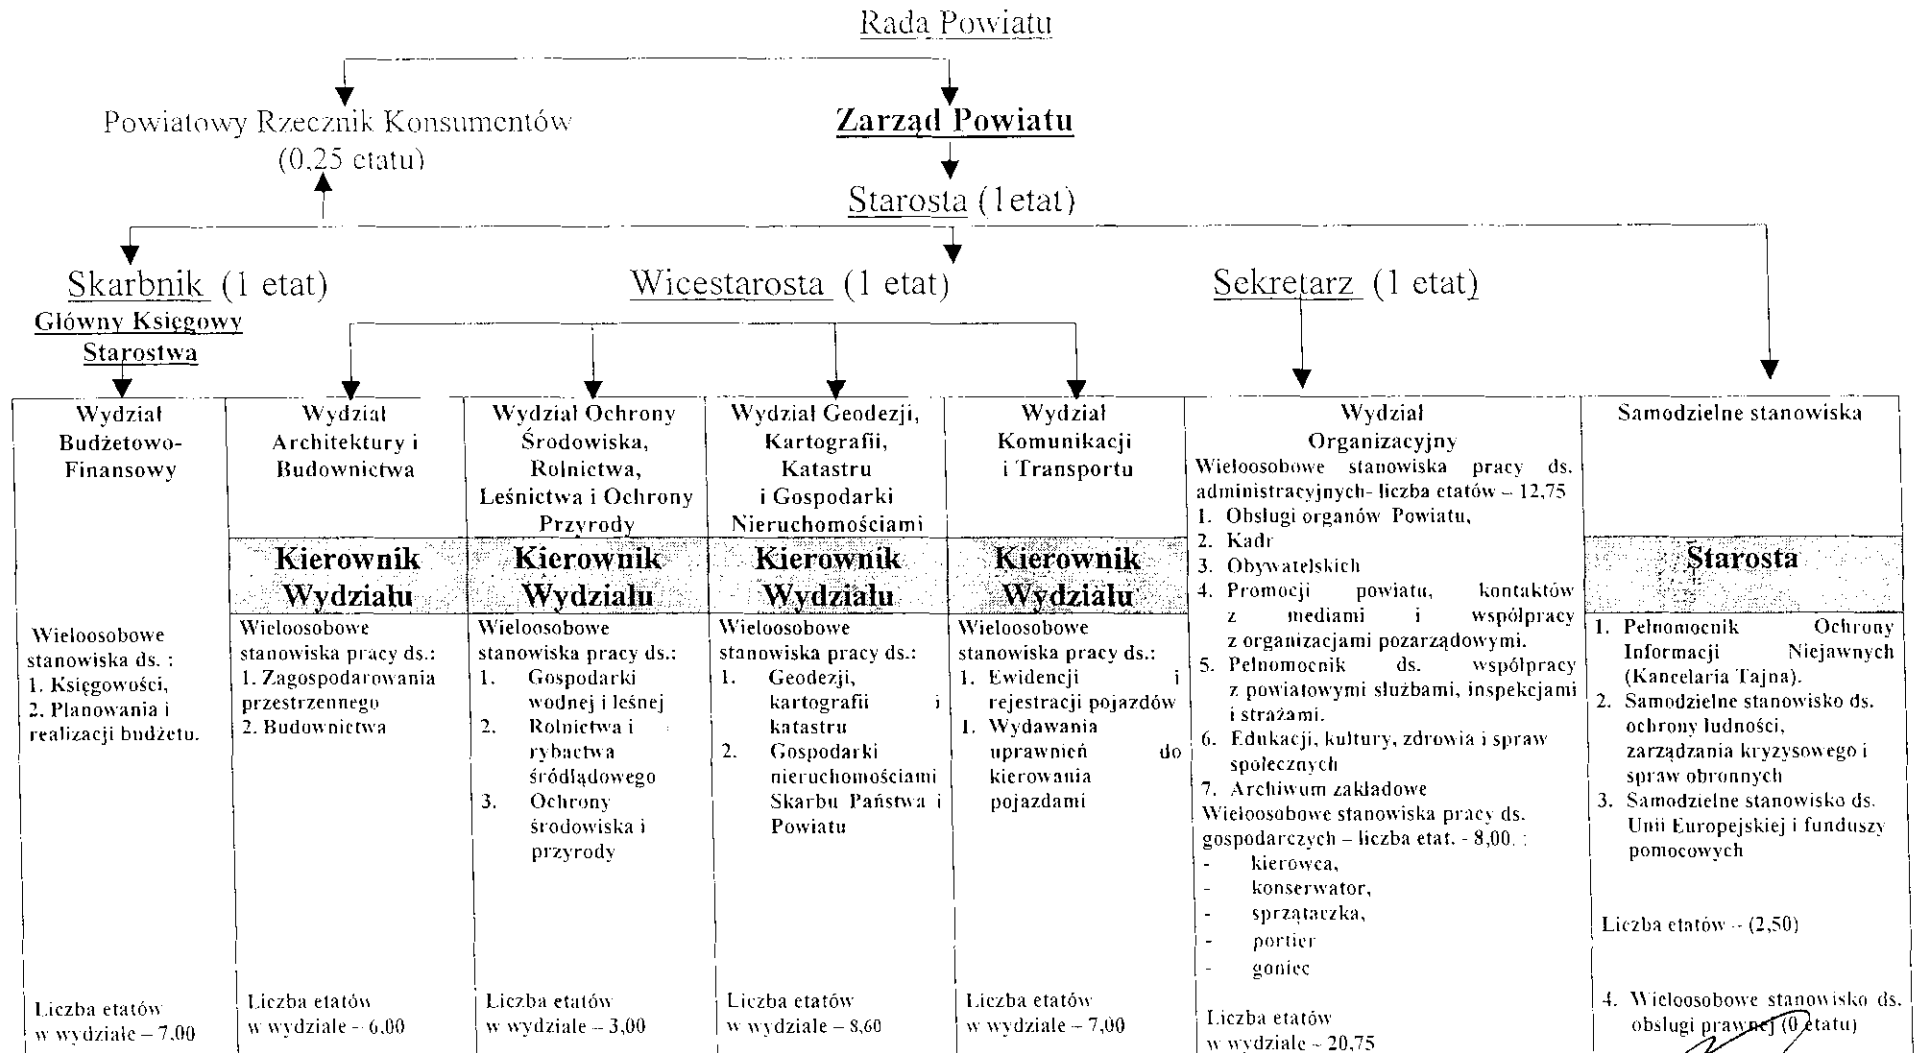 Rada Powiatu
Powiatowy Rzecznik Konsumentów
(0,25 etatu)
Zarząd Powiatu
Starosta (1etat)
Skarbnik (1 etat)
Główny Księgowy
Starostwa
Wicestarosta (1 etat)
Sekretarz (1 etat)
Wydział
Budżetowo-
Finansowy
Wieloosobowe
stanowiska ds. :
1. Księgowości,
2. Planowania i
realizacji budżetu.
Liczba etatów
w wydziale – 7,00
Wydział
Architektury i
Budownictwa
Kierownik
Wydziału
Wieloosobowe
stanowiska pracy ds.:
1. Zagospodarowania
przestrzennego
2. Budownictwa
Liczba etatów
w wydziale – 6,00
Wydział Ochrony
Środowiska,
Rolnictwa,
Leśnictwa i Ochrony
Przyrody
Kierownik
Wydziału
Wieloosobowe
stanowiska pracy ds.:
1. Gospodarki
wodnej i leśnej
2. Rolnictwa i
rybactwa
śródlądowego
3. Ochrony
środowiska i
przyrody
Liczba etatów
w wydziale – 3,00
Wydział Geodezji,
Kartografii,
Katastru
i Gospodarki
Nieruchomościami
Kierownik
Wydziału
Wieloosobowe
stanowiska pracy ds.:
1. Geodezji,
kartografii i
katastru
2. Gospodarki
nieruchomościami
Skarbu Państwa i
Powiatu
Liczba etatów
w wydziale – 8,60
Wydział
Komunikacji
i Transportu
Kierownik
Wydziału
Wieloosobowe
stanowiska pracy ds.:
1. Ewidencji i
rejestracji pojazdów
1. Wydawania
uprawnień do
kierowania
pojazdami
Liczba etatów
w wydziale – 7,00
Wydział
Organizacyjny
Wieloosobowe stanowiska pracy ds.
administracyjnych- liczba etatów – 12,75
1. Obsługi organów Powiatu,
2. Kadr
3. Obywatelskich
4. Promocji powiatu, kontaktów
z mediami i współpracy
z organizacjami pozarządowymi.
5. Pełnomocnik ds. współpracy
z powiatowymi służbami, inspekcjami
i strażami.
6. Edukacji, kultury, zdrowia i spraw
społecznych
7. Archiwum zakładowe
Wieloosobowe stanowiska pracy ds.
gospodarczych – liczba etat. - 8,00. :
- kierowca,
- konserwator,
- sprzątaczka,
- portier
- goniec
Liczba etatów
w wydziale – 20,75
Samodzielne stanowiska
Starosta
1. Pełnomocnik Ochrony
Informacji Niejawnych
(Kancelaria Tajna).
2. Samodzielne stanowisko ds.
ochrony ludności,
zarządzania kryzysowego i
spraw obronnych
3. Samodzielne stanowisko ds.
Unii Europejskiej i funduszy
pomocowych
Liczba etatów – (2,50)
4. Wieloosobowe stanowisko ds.
obsługi prawnej (0 etatu)